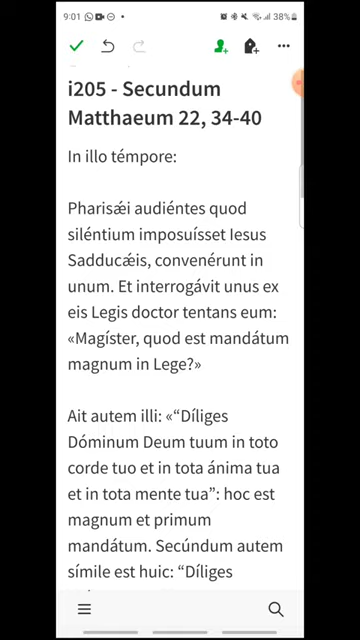 9:01 38%
i205 - Secundum
Matthaeum 22, 34-40
In illo témpore:
Pharisǽi audiéntes quod
siléntium imposuísset Iesus
Sadducǽis, convenérunt in
unum. Et interrogávit unus ex
eis Legis doctor tentans eum:
«Magíster, quod est mandátum
magnum in Lege?»
Ait autem illi: «“Díliges
Dóminum Deum tuum in toto
corde tuo et in tota ánima tua
et in tota mente tua”: hoc est
magnum et primum
mandátum. Secúndum autem
símile est huic: “Díliges